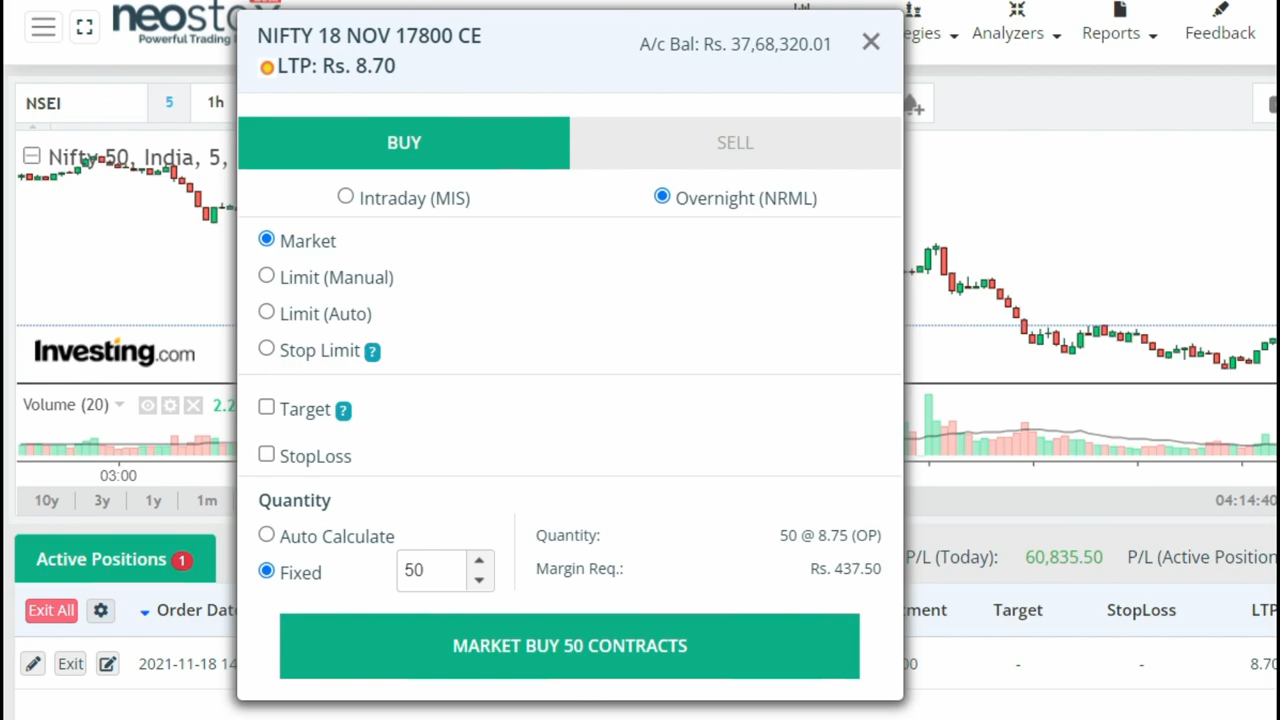 neosto
Powerful Trading
egies
Analyzers
Reports
Feedback
NIFTY 18 NOV 17800 CE
A/c Bal: Rs. 37,68,320.01
LTP: Rs. 8.70
NSEI
5
1h
BUY
SELL
Nifty 50, India, 5,
Intraday (MIS)
Overnight (NRML)
Market
Limit (Manual)
Limit (Auto)
Stop Limit ?
Investing.com
Volume (20)
2.2
Target ?
StopLoss
03:00
10y
3y
1y
1m
04:14:40
Quantity
Auto Calculate
Fixed
50
Quantity:
50 @ 8.75 (OP)
Margin Req.:
Rs. 437.50
Active Positions 1
P/L (Today):
60,835.50
P/L (Active Position
Exit All
Order Date
ment
Target
StopLoss
LTP
MARKET BUY 50 CONTRACTS
Exit
2021-11-18 14
00
-
-
8.70